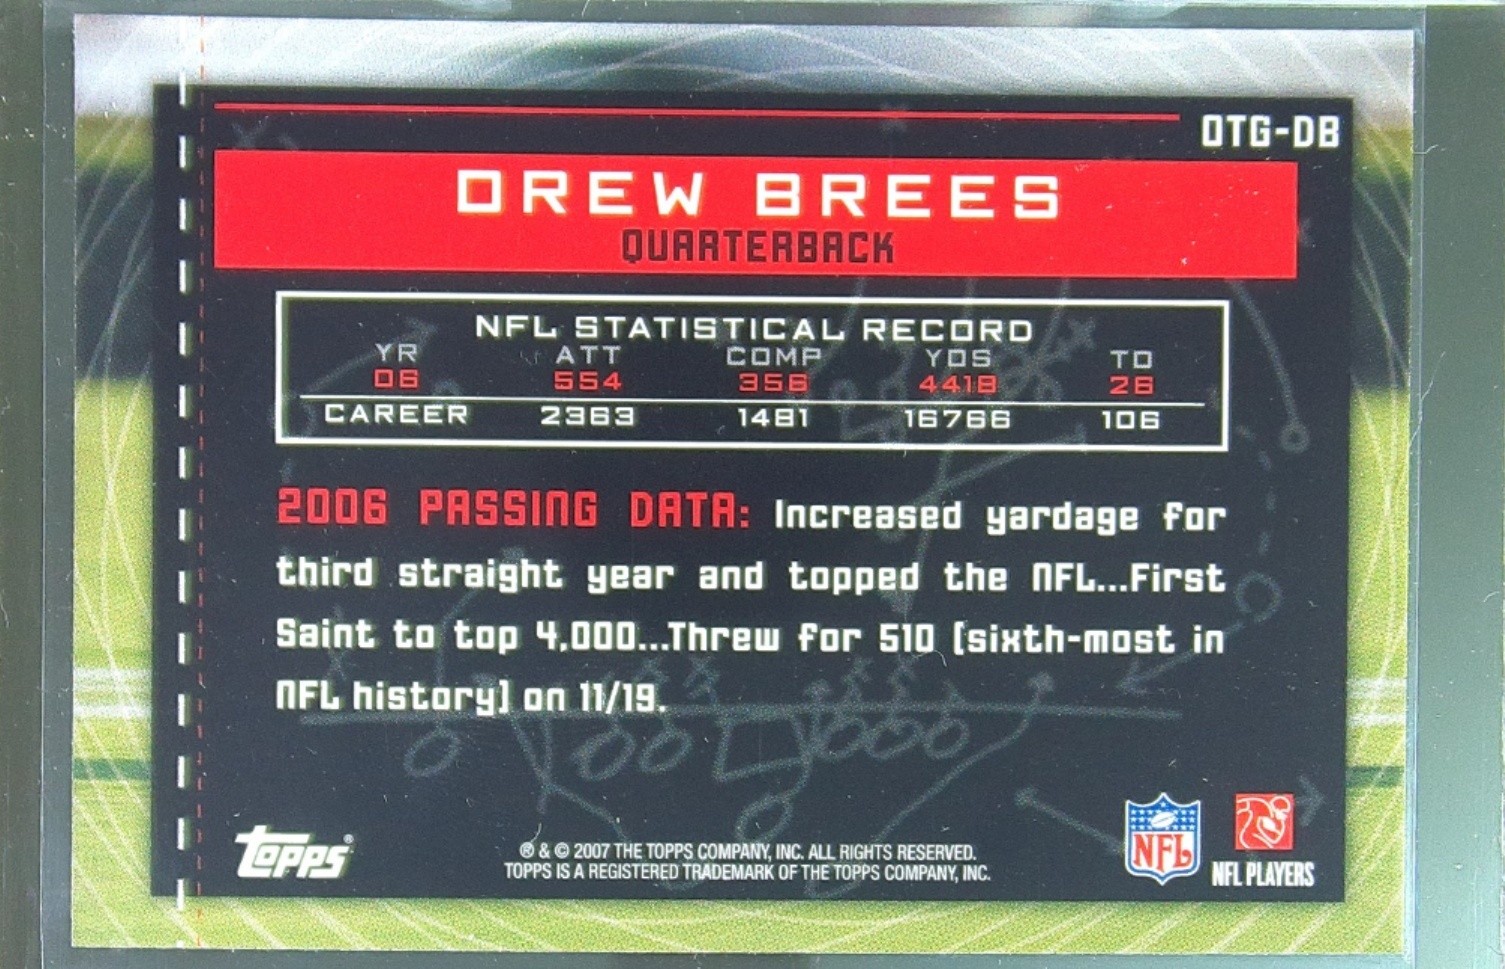 OTG-DB
DREW BREES
QUARTERBACK
NFL STATISTICAL RECORD
YR ATT COMP YDS TD
06 554 356 4418 26
CAREER 2363 1481 16766 106
2006 PASSING DATA: Increased yardage for
third straight year and topped the NFL...First
Saint to top 4,000...Threw for 510 (sixth-most in
NFL history) on 11/19.
Topps®
® & © 2007 THE TOPPS COMPANY, INC. ALL RIGHTS RESERVED.
TOPPS IS A REGISTERED TRADEMARK OF THE TOPPS COMPANY, INC.
NFL
NFL PLAYERS